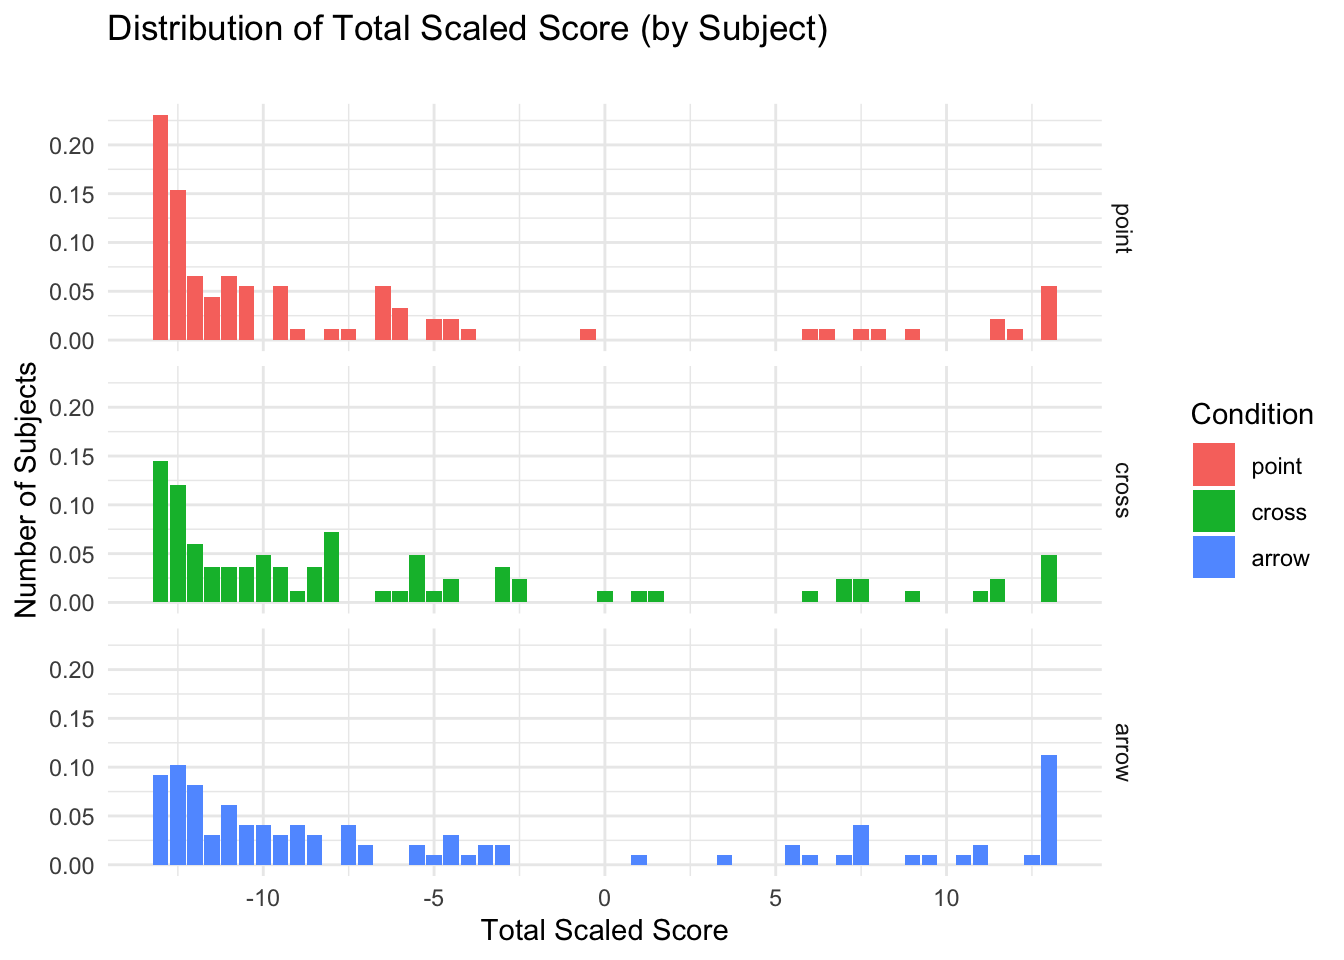 Distribution of Total Scaled Score (by Subject)
Number of Subjects
0.20
0.15
0.10
0.05
0.00
point
0.20
0.15
0.10
0.05
0.00
cross
0.20
0.15
0.10
0.05
0.00
arrow
-10 -5 0 5 10
Total Scaled Score
Condition
point
cross
arrow